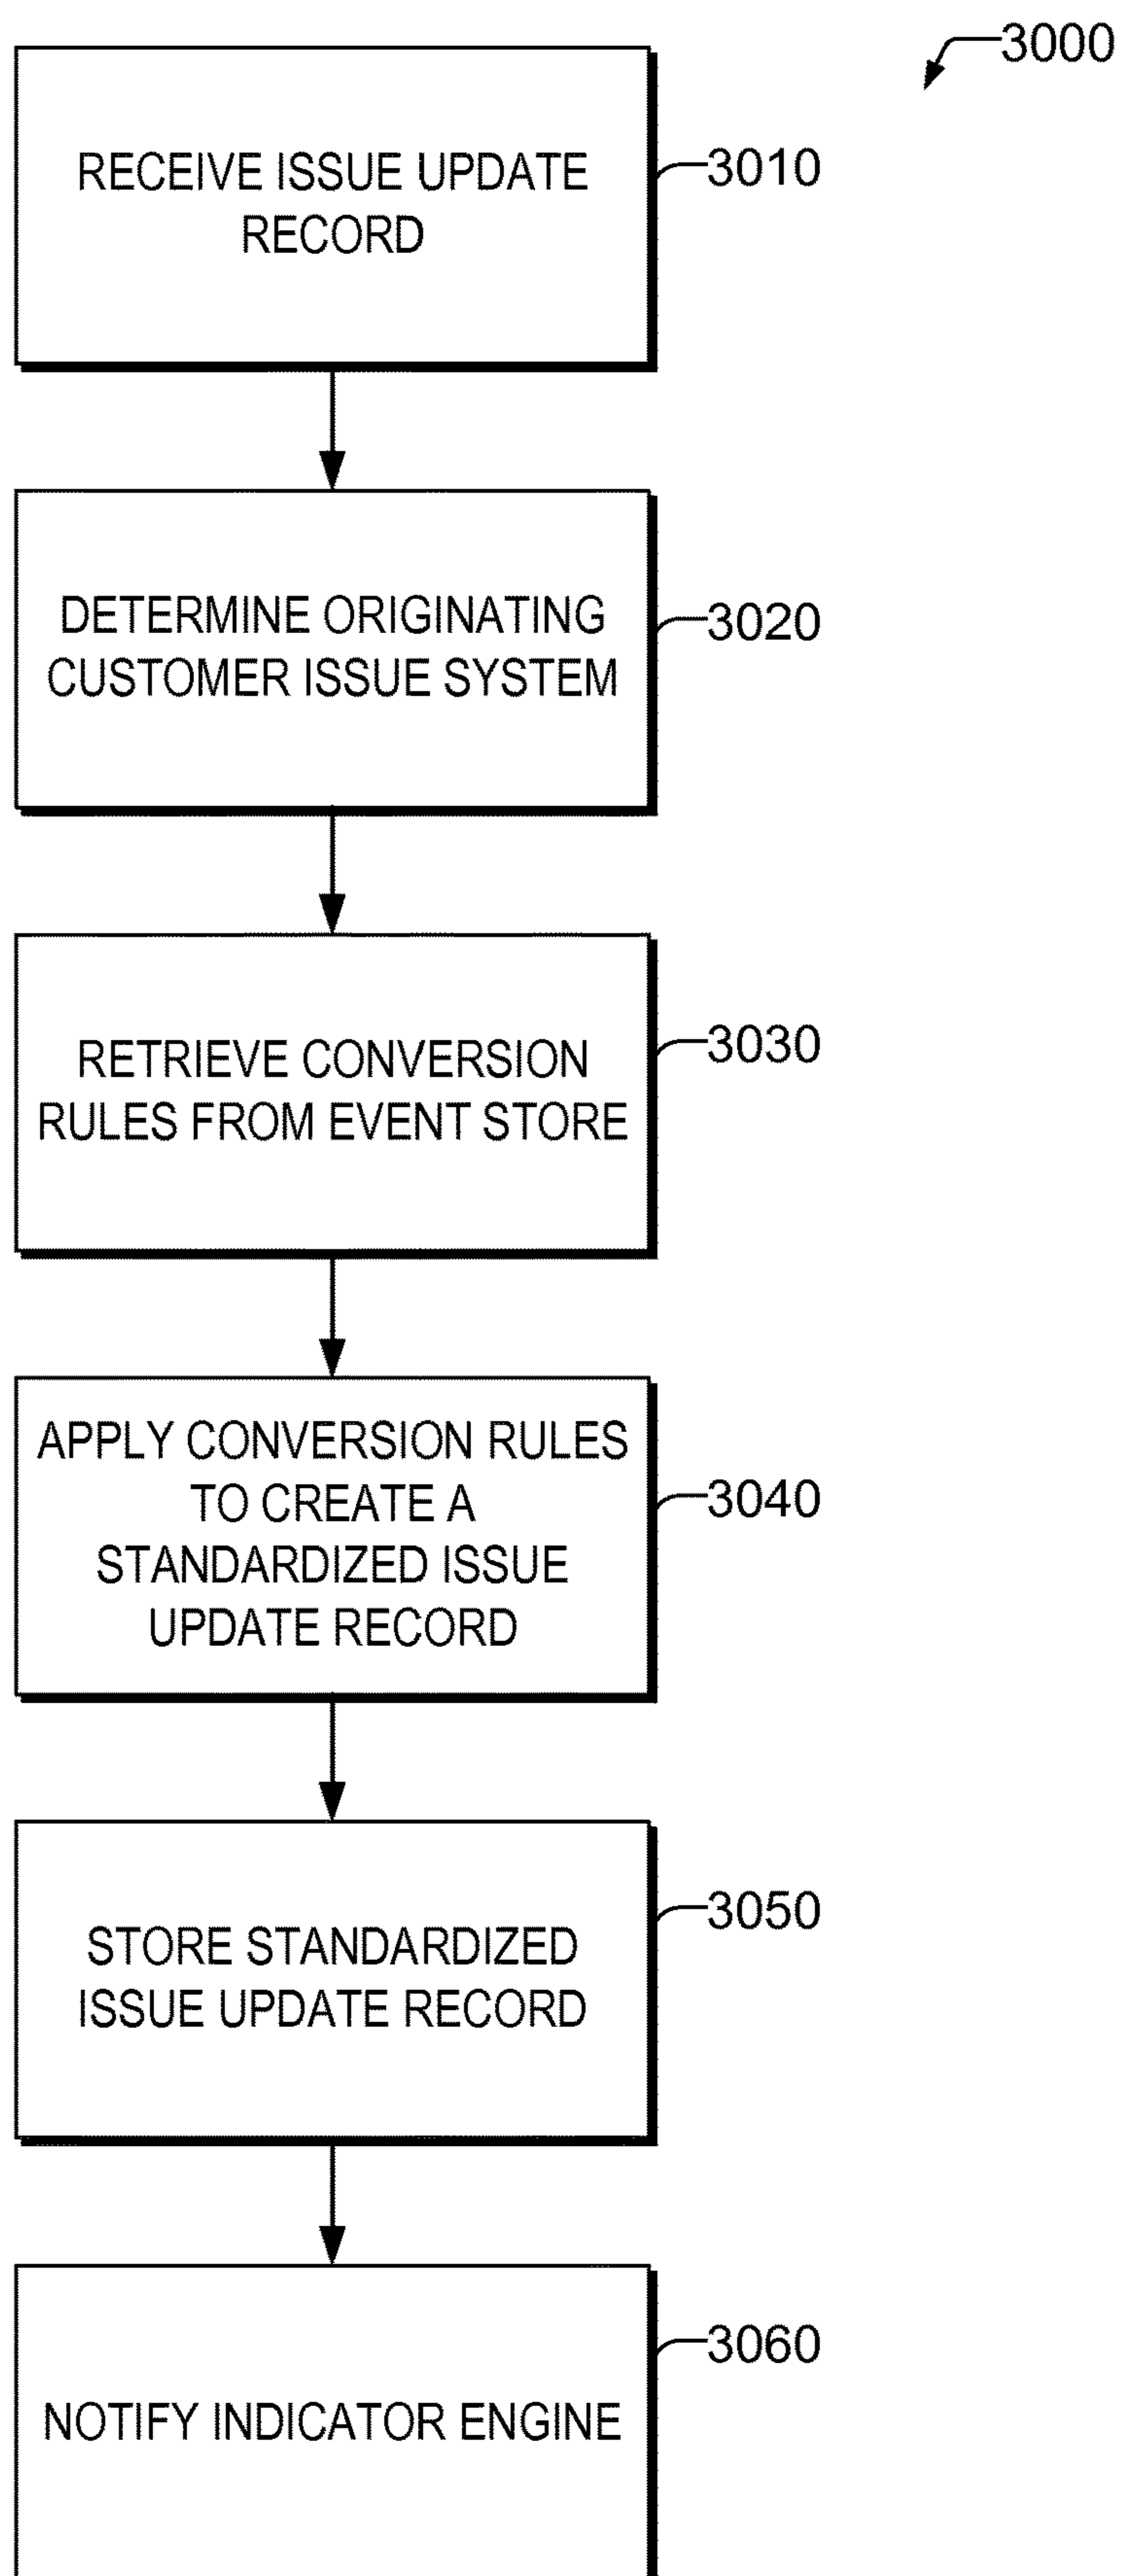 3000
RECEIVE ISSUE UPDATE
RECORD
3010
DETERMINE ORIGINATING
CUSTOMER ISSUE SYSTEM
3020
RETRIEVE CONVERSION
RULES FROM EVENT STORE
3030
APPLY CONVERSION RULES
TO CREATE A
STANDARDIZED ISSUE
UPDATE RECORD
3040
STORE STANDARDIZED
ISSUE UPDATE RECORD
3050
NOTIFY INDICATOR ENGINE
3060